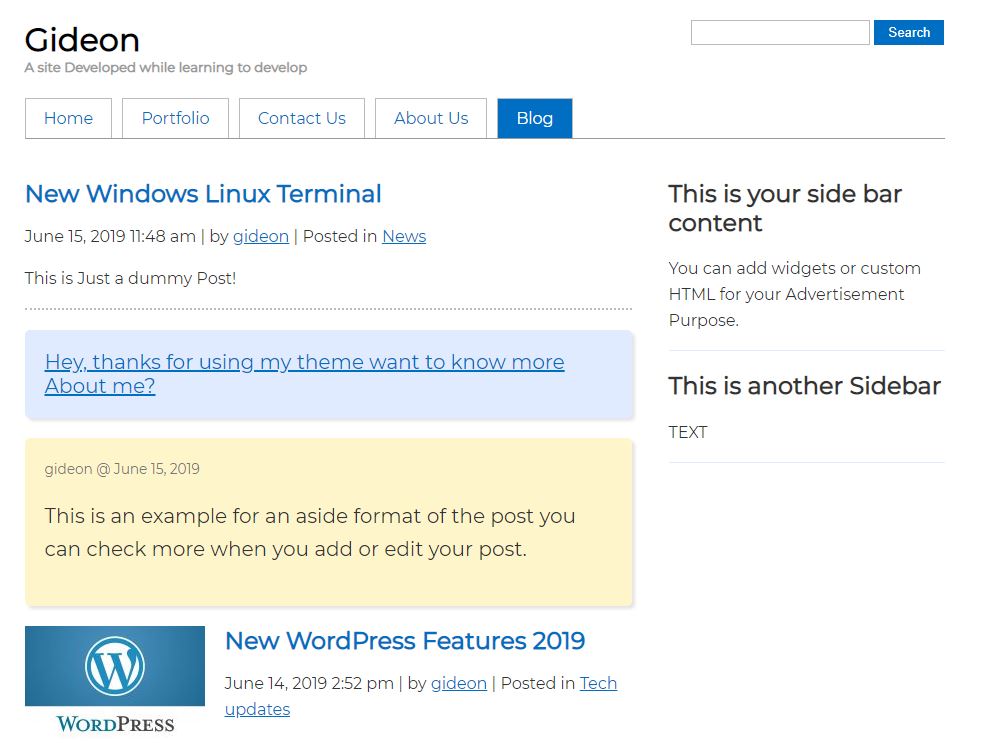 Gideon
A site Developed while learning to develop
Search
Home Portfolio Contact Us About Us Blog
New Windows Linux Terminal
June 15, 2019 11:48 am | by gideon | Posted in News
This is Just a dummy Post!
Hey, thanks for using my theme want to know more
About me?
gideon @ June 15, 2019
This is an example for an aside format of the post you
can check more when you add or edit your post.
WORDPRESS
New WordPress Features 2019
June 14, 2019 2:52 pm | by gideon | Posted in Tech
updates
This is your side bar
content
You can add widgets or custom
HTML for your Advertisement
Purpose.
This is another Sidebar
TEXT